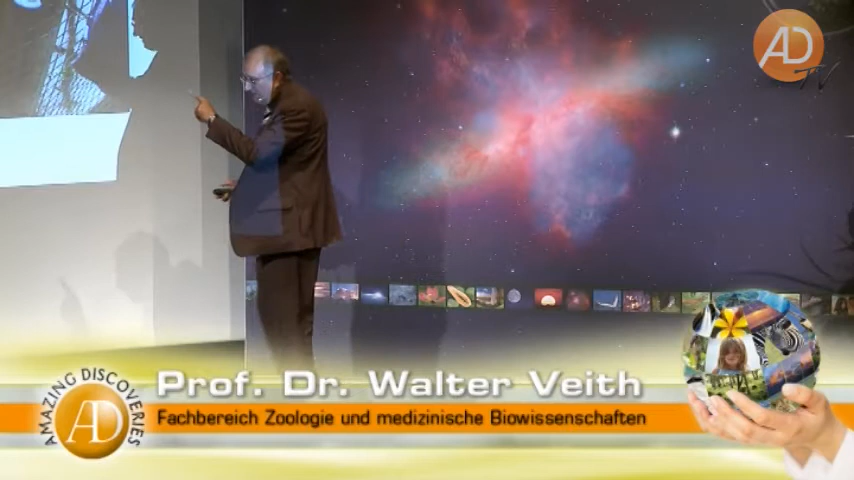 AD
TV
Prof. Dr. Walter Veith
Fachbereich Zoologie und medizinische Biowissenschaften
AMAZING DISCOVERIES
AD